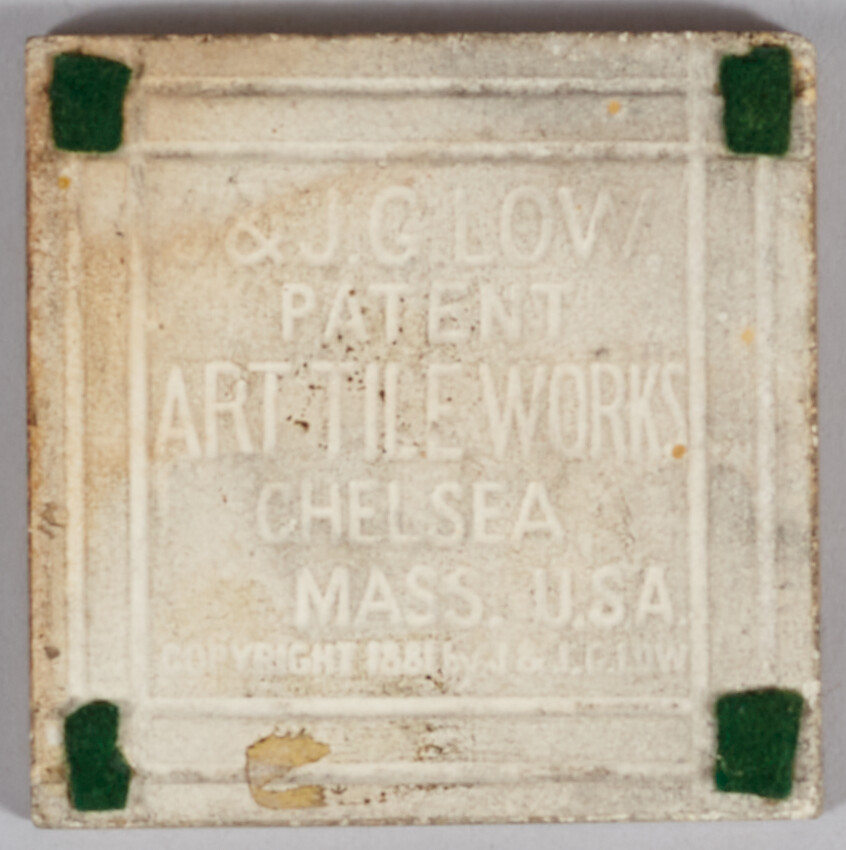 J. & J.G. LOW.
PATENT
ART TILE WORKS
CHELSEA,
MASS. U.S.A.
COPYRIGHT 1881 by J. & J.G. LOW